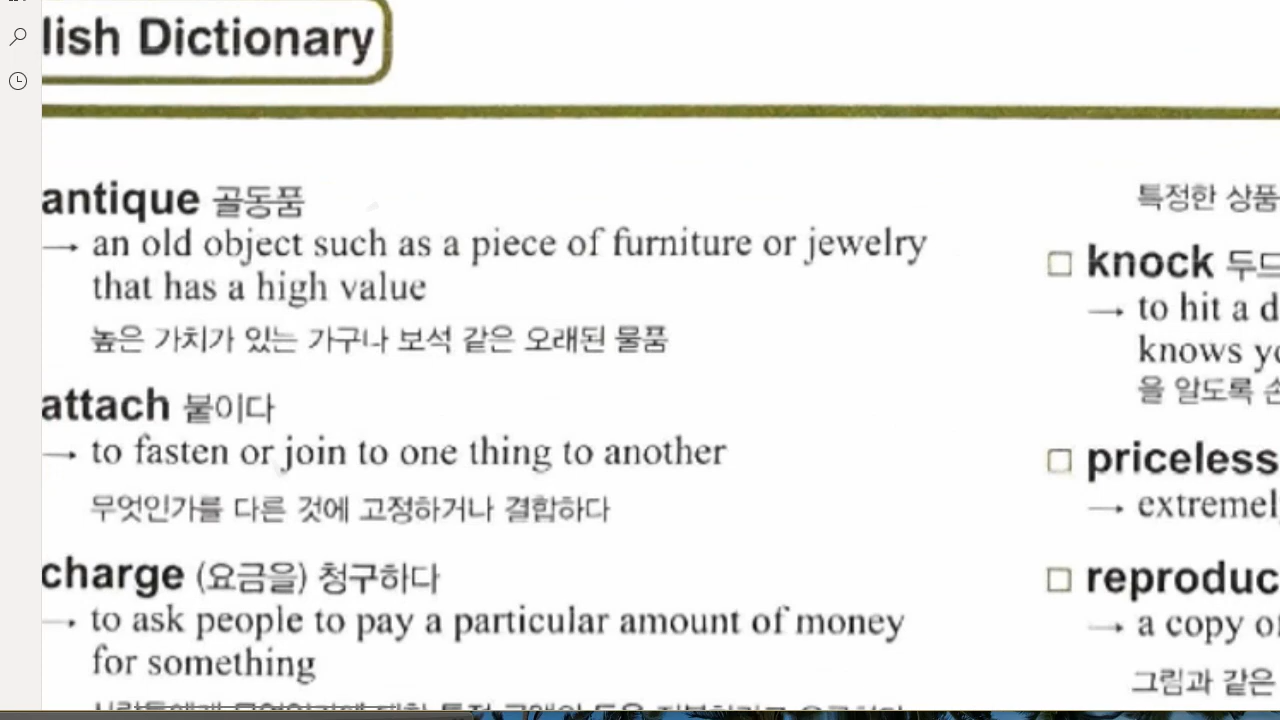 lish Dictionary
antique 골동품
→ an old object such as a piece of furniture or jewelry
that has a high value
높은 가치가 있는 가구나 보석 같은 오래된 물품
attach 붙이다
→ to fasten or join to one thing to another
무엇인가를 다른 것에 고정하거나 결합하다
charge (요금을) 청구하다
→ to ask people to pay a particular amount of money
for something
특정한 상품
□ knock 두드
→ to hit a d
knows yo
을 알도록 손
□ priceless
→ extremel
□ reproduc
→ a copy o
그림과 같은